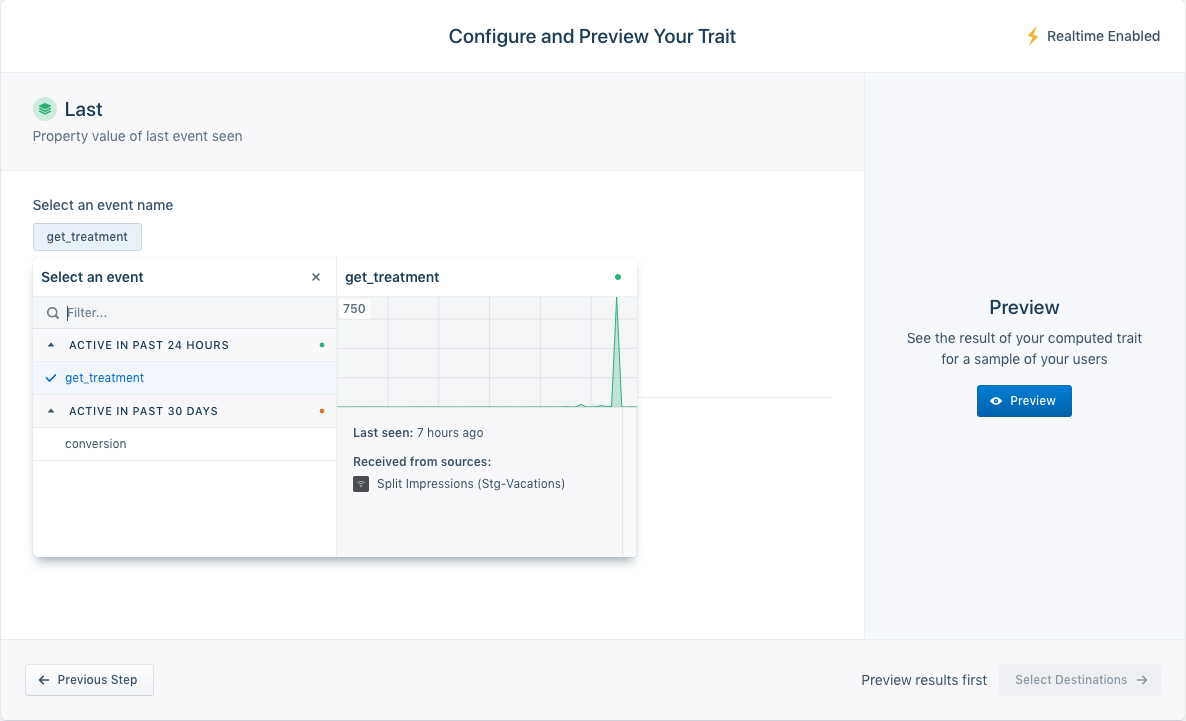 Configure and Preview Your Trait
Realtime Enabled
Last
Property value of last event seen
Select an event name
get_treatment
Select an event
Filter...
ACTIVE IN PAST 24 HOURS
get_treatment
ACTIVE IN PAST 30 DAYS
conversion
get_treatment
750
Last seen: 7 hours ago
Received from sources:
Split Impressions (Stg-Vacations)
Preview
See the result of your computed trait
for a sample of your users
Preview
Previous Step
Preview results first
Select Destinations